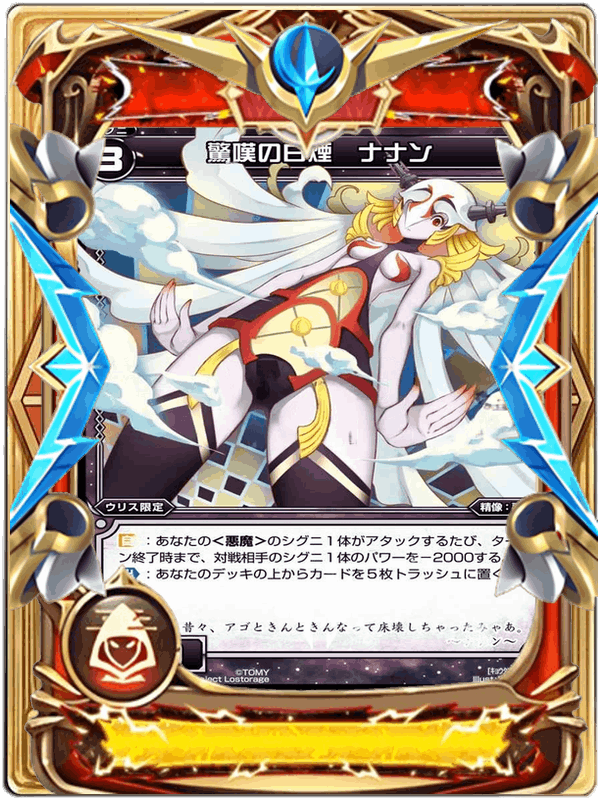 3
驚嘆の白煙 ナナン
ウリス限定
精像:
自:あなたの<悪魔>のシグニ1体がアタックするたび、ター
ン終了時まで、対戦相手のシグニ1体のパワーを－2000する
:あなたのデッキの上からカードを5枚トラッシュに置く
昔々、アゴときんときんなって床壊しちゃった
©TOMY
ject Lostorage
Illust: